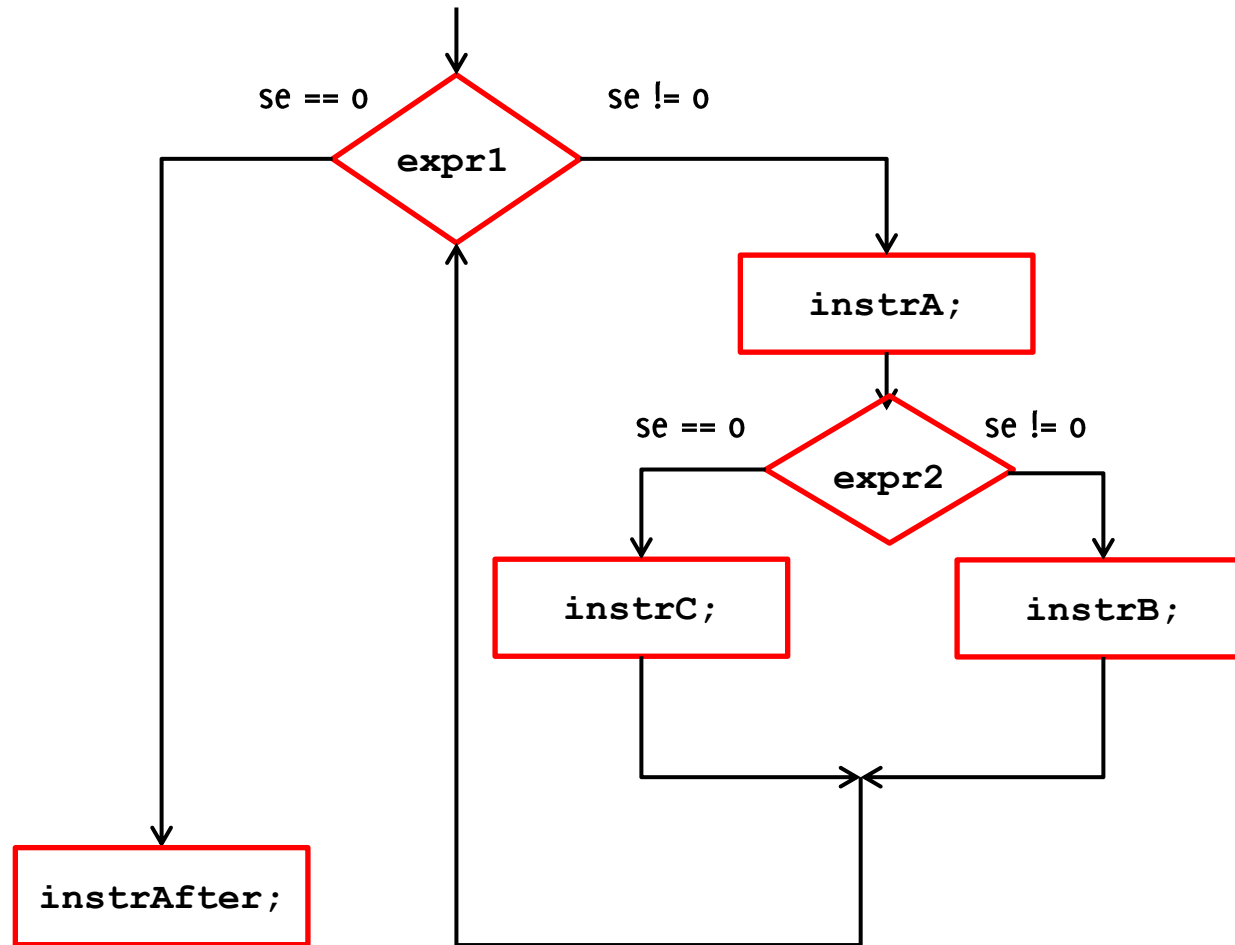 se == 0
se != 0
expr1
instrA;
se == 0
se != 0
expr2
instrC;
instrB;
instrAfter;